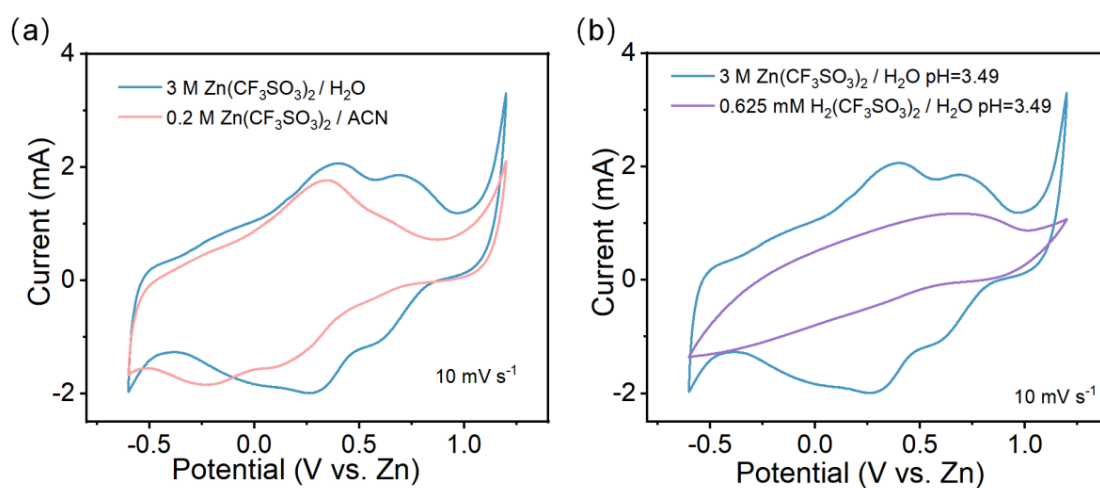 (a)
4
2
0
-2
Current (mA)
3 M Zn(CF₃SO₃)₂ / H₂O
0.2 M Zn(CF₃SO₃)₂ / ACN
10 mV s⁻¹
-0.5 0.0 0.5 1.0
Potential (V vs. Zn)
(b)
4
2
0
-2
Current (mA)
3 M Zn(CF₃SO₃)₂ / H₂O pH=3.49
0.625 mM H₂(CF₃SO₃)₂ / H₂O pH=3.49
10 mV s⁻¹
-0.5 0.0 0.5 1.0
Potential (V vs. Zn)